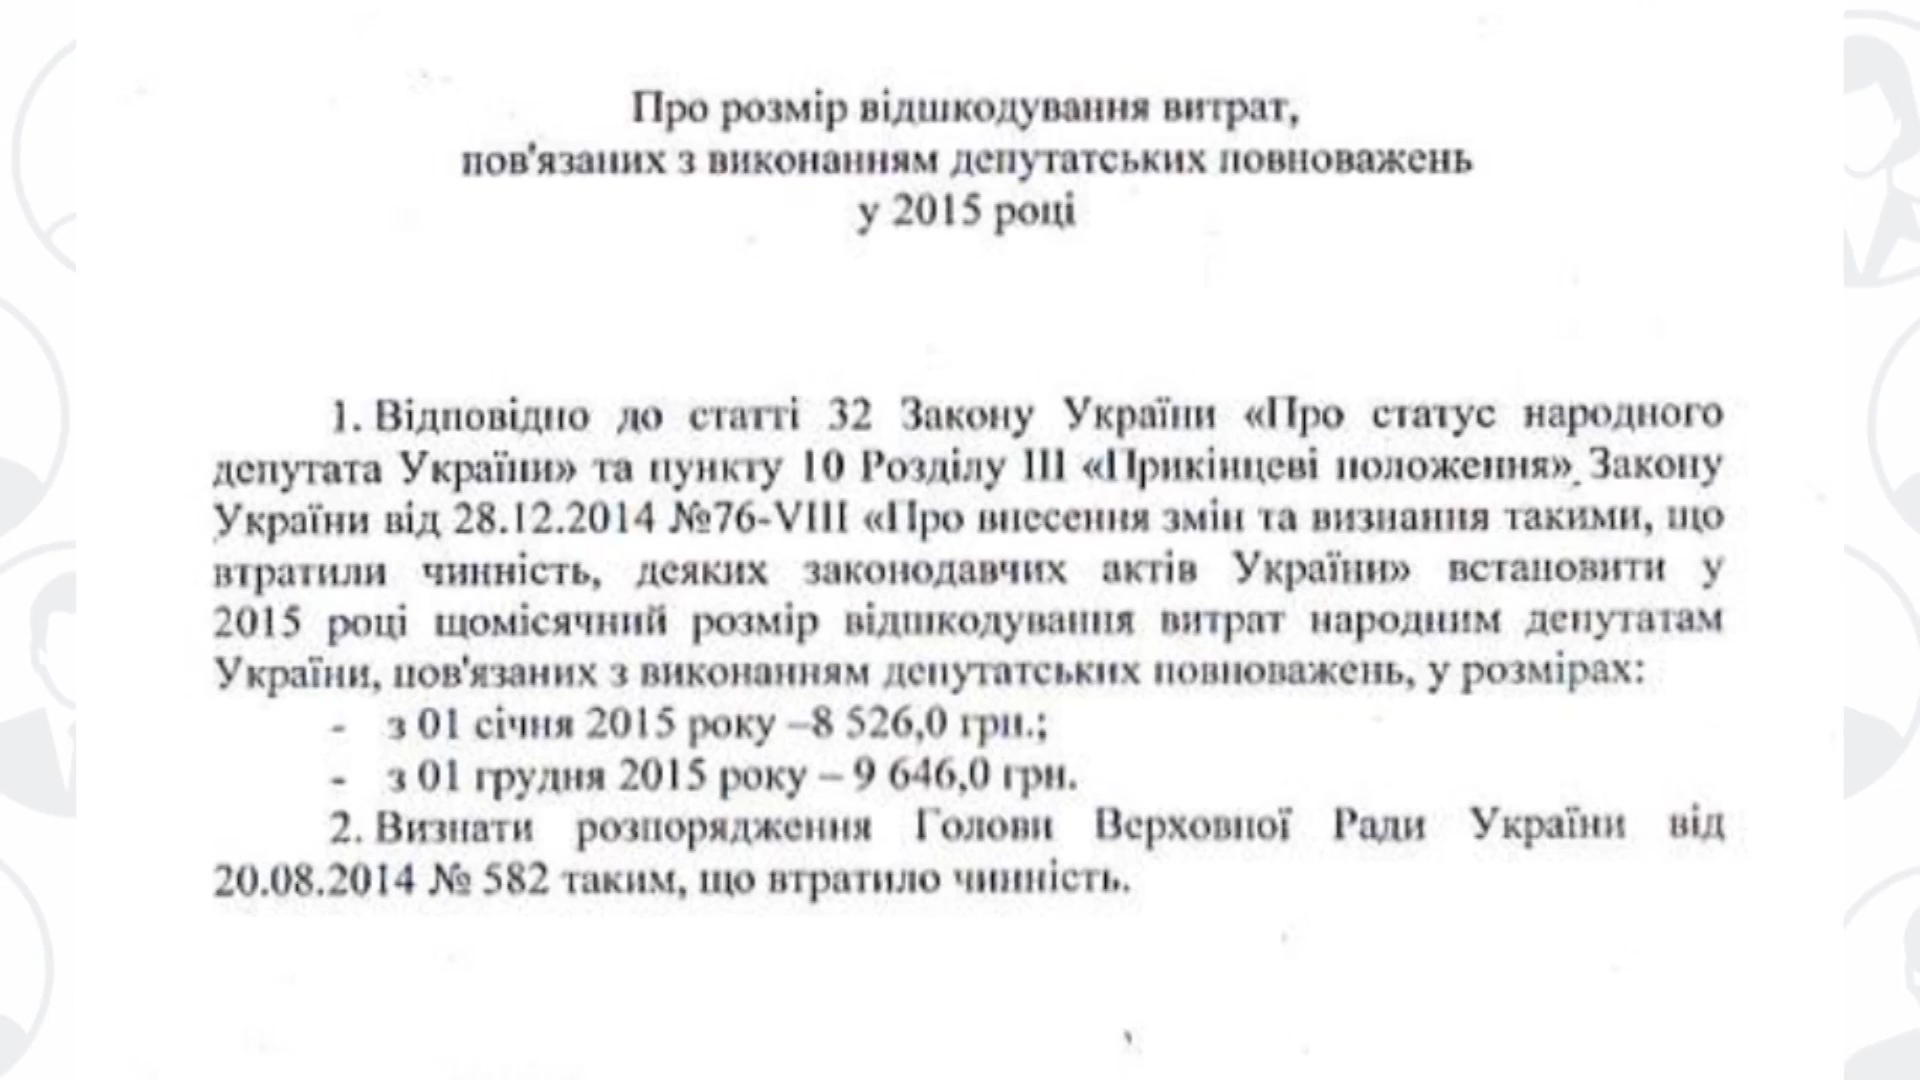 Про розмір відшкодування витрат,
пов'язаних з виконанням депутатських повноважень
у 2015 році
1. Відповідно до статті 32 Закону України «Про статус народного
депутата України» та пункту 10 Розділу III «Прикінцеві положення» Закону
України від 28.12.2014 №76-VIII «Про внесення змін та визнання такими, що
втратили чинність, деяких законодавчих актів України» встановити у
2015 році щомісячний розмір відшкодування витрат народним депутатам
України, пов'язаних з виконанням депутатських повноважень, у розмірах:
- з 01 січня 2015 року –8 526,0 грн.;
- з 01 грудня 2015 року – 9 646,0 грн.
2. Визнати розпорядження Голови Верховної Ради України від
20.08.2014 № 582 таким, що втратило чинність.